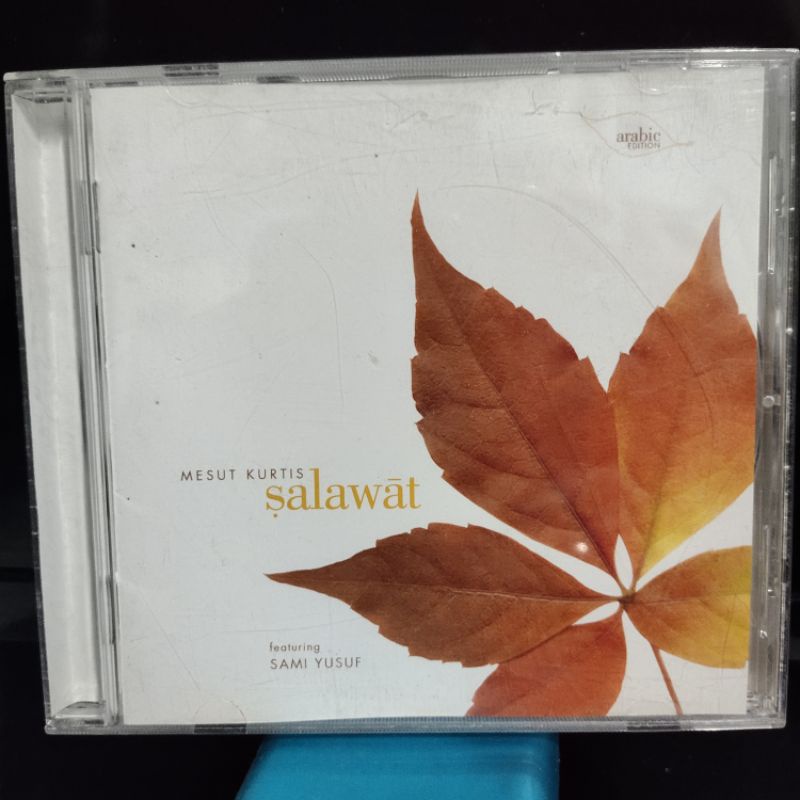 arabic
EDITION
MESUT KURTIS
ṣalawāt
featuring
SAMI YUSUF